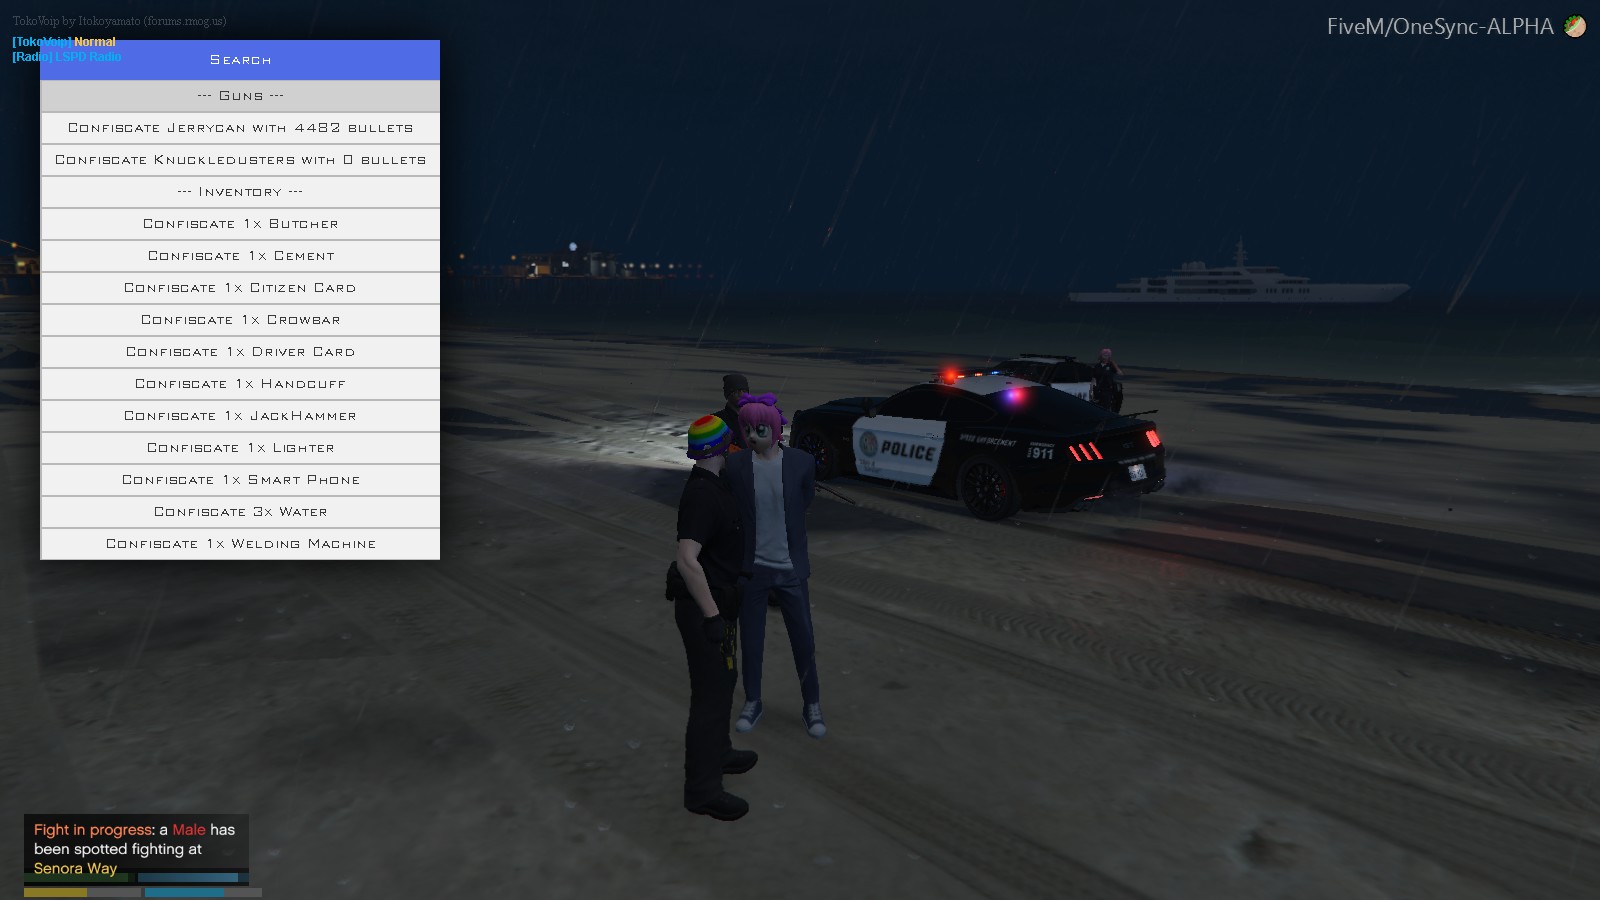 TokoVoip by Itokoyamato (forums.rmog.us)
[TokoVoip] Normal
[Radio] LSPD Radio
FiveM/OneSync-ALPHA
Search
--- Guns ---
Confiscate Jerrycan with 4482 bullets
Confiscate Knuckledusters with 0 bullets
--- Inventory ---
Confiscate 1x Butcher
Confiscate 1x Cement
Confiscate 1x Citizen Card
Confiscate 1x Crowbar
Confiscate 1x Driver Card
Confiscate 1x Handcuff
Confiscate 1x JackHammer
Confiscate 1x Lighter
Confiscate 1x Smart Phone
Confiscate 3x Water
Confiscate 1x Welding Machine
POLICE
911
Fight in progress: a Male has
been spotted fighting at
Senora Way